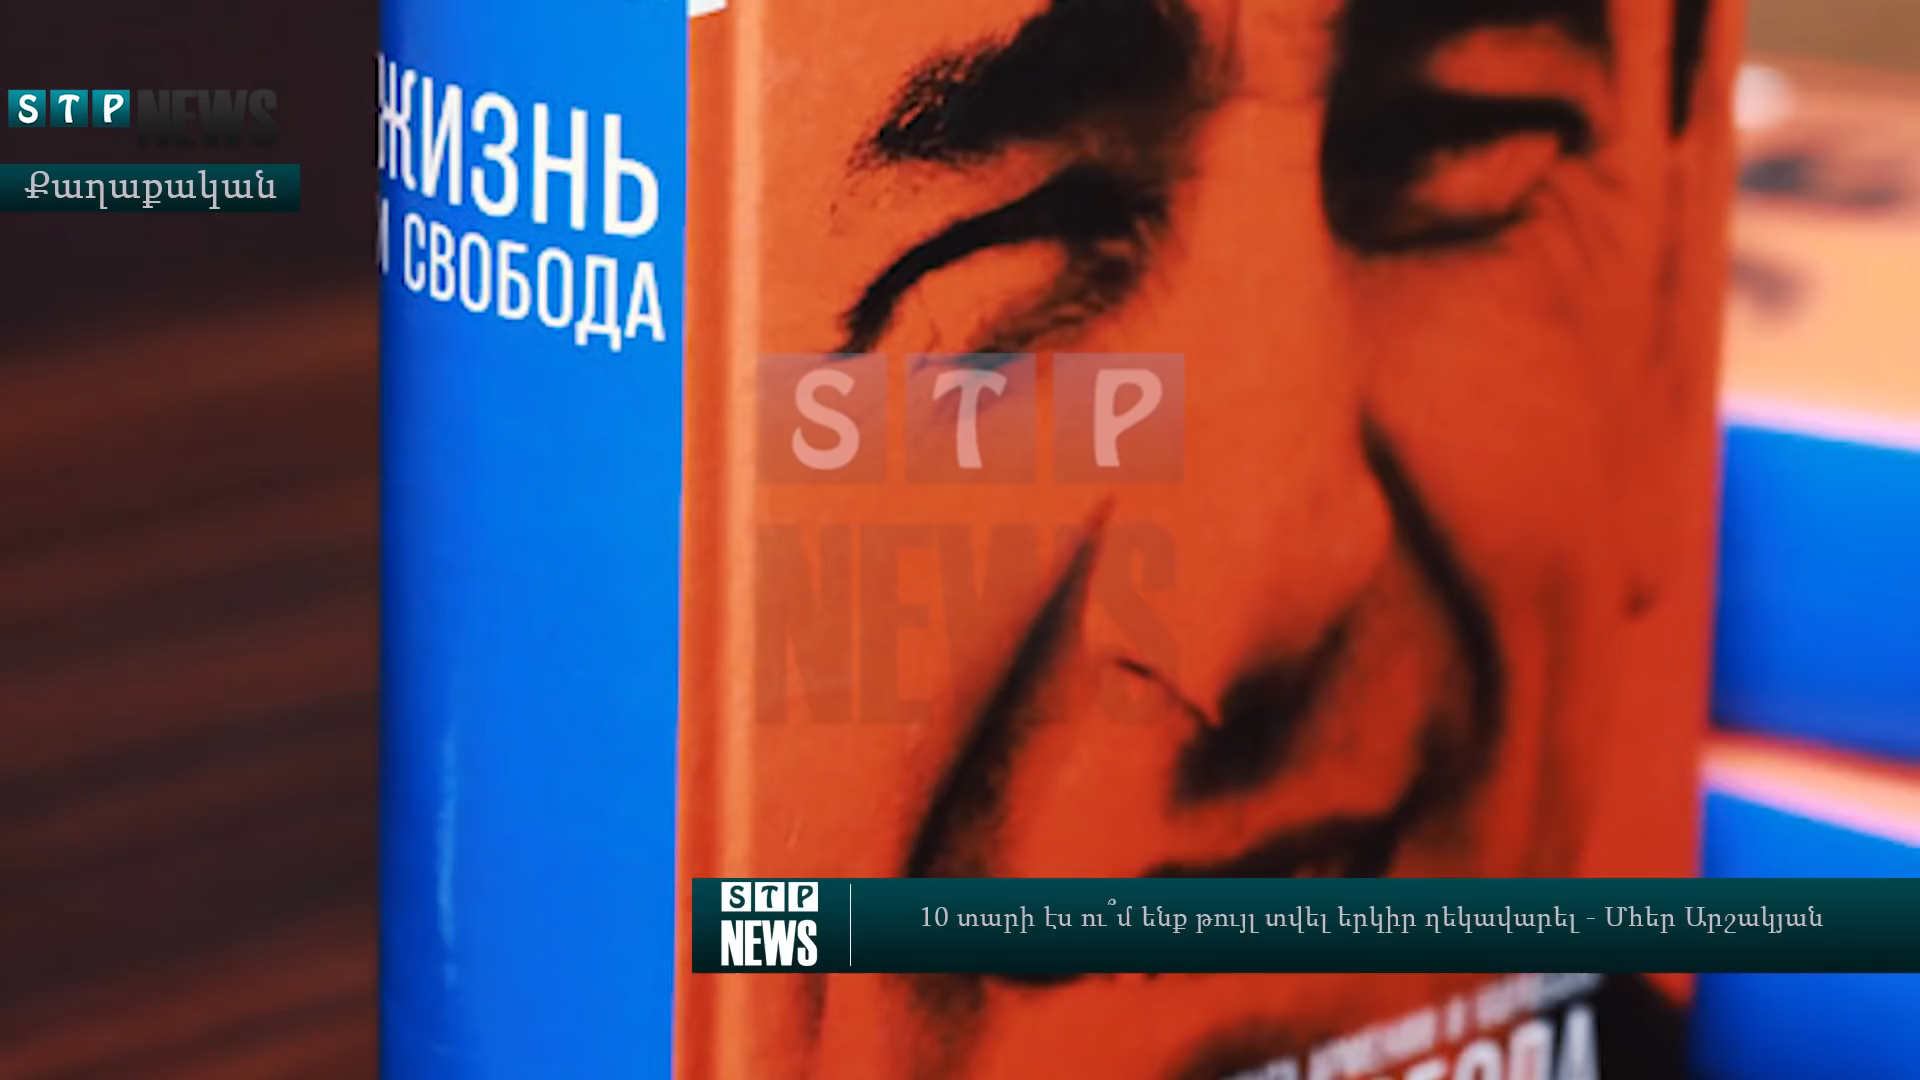 STP NEWS
Քաղաքական
ЖИЗНЬ
И СВОБОДА
STP
NEWS
STP
NEWS
10 տարի էս ու՞մ ենք թույլ տվել երկիր ղեկավարել - Մհեր Արշակյան